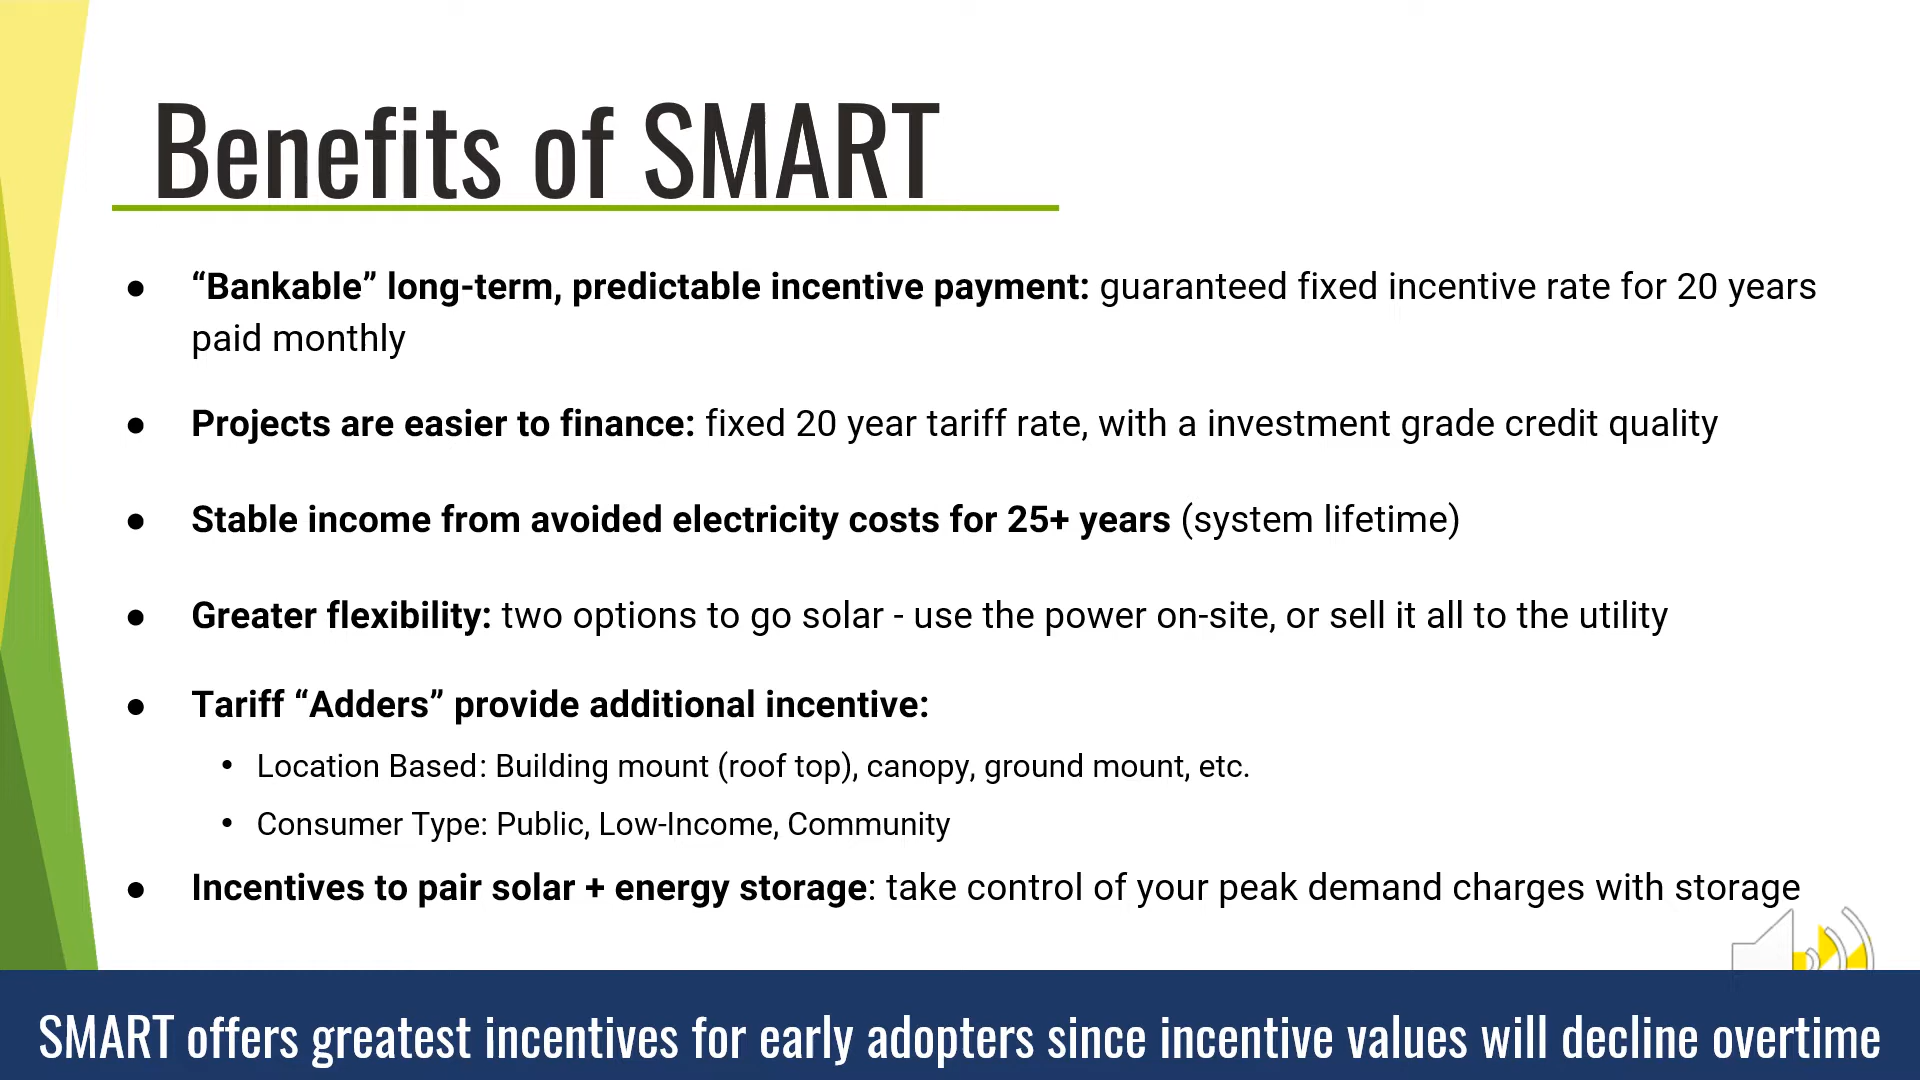 Benefits of SMART
● “Bankable” long-term, predictable incentive payment: guaranteed fixed incentive rate for 20 years
paid monthly
● Projects are easier to finance: fixed 20 year tariff rate, with a investment grade credit quality
● Stable income from avoided electricity costs for 25+ years (system lifetime)
● Greater flexibility: two options to go solar - use the power on-site, or sell it all to the utility
● Tariff “Adders” provide additional incentive:
• Location Based: Building mount (roof top), canopy, ground mount, etc.
• Consumer Type: Public, Low-Income, Community
● Incentives to pair solar + energy storage: take control of your peak demand charges with storage
SMART offers greatest incentives for early adopters since incentive values will decline overtime